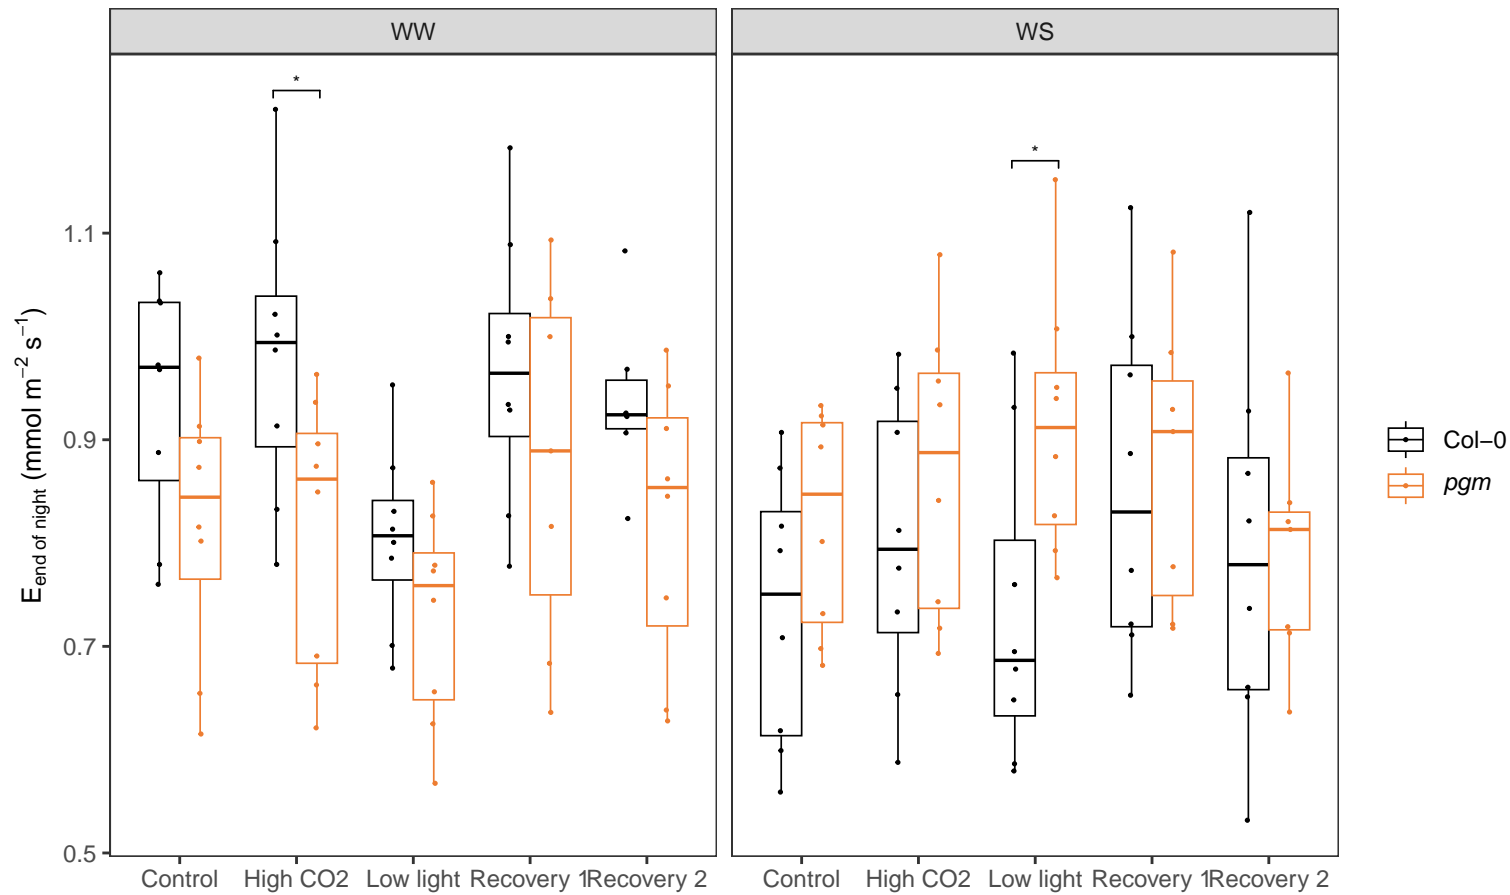 WW WS
*
*
1.1
0.9
0.7
0.5
E end of night (mmol m−2 s−1)
Control High CO2 Low light Recovery 1 Recovery 2 Control High CO2 Low light Recovery 1 Recovery 2
Col−0
pgm